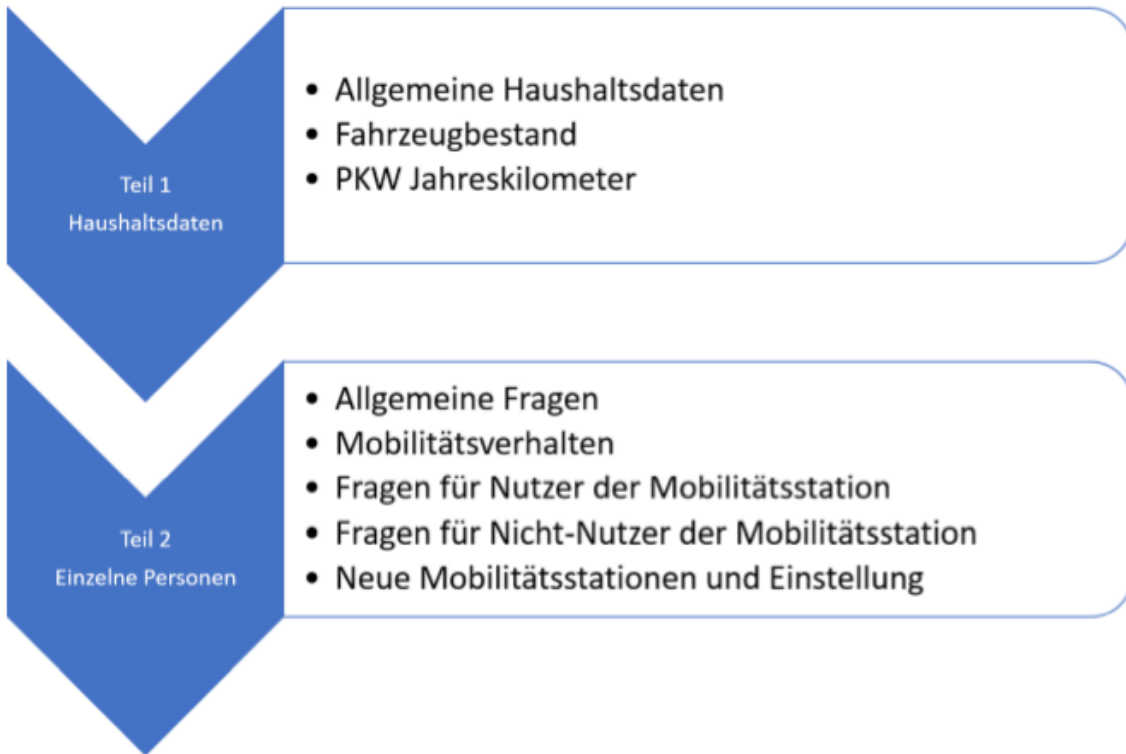 Teil 1
Haushaltsdaten
• Allgemeine Haushaltsdaten
• Fahrzeugbestand
• PKW Jahreskilometer
Teil 2
Einzelne Personen
• Allgemeine Fragen
• Mobilitätsverhalten
• Fragen für Nutzer der Mobilitätsstation
• Fragen für Nicht-Nutzer der Mobilitätsstation
• Neue Mobilitätsstationen und Einstellung